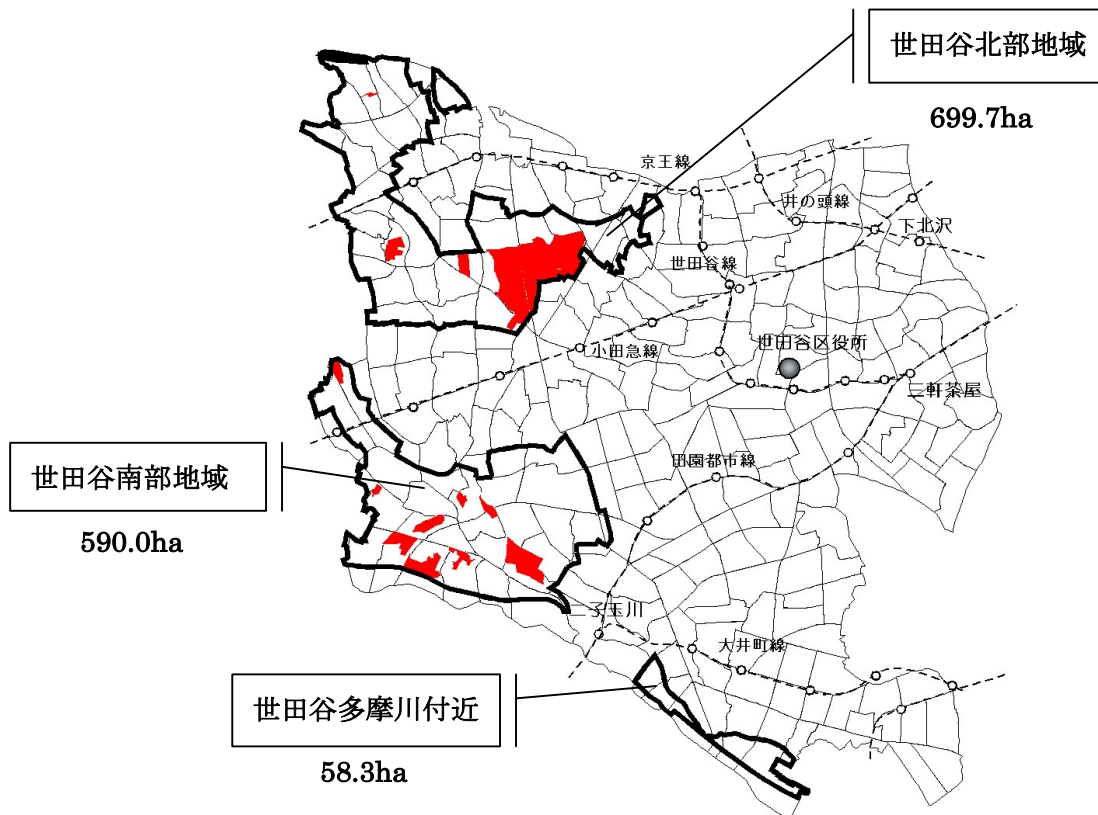 世田谷北部地域
699.7ha
京王線
井の頭線
下北沢
世田谷線
小田急線
世田谷区役所
三軒茶屋
世田谷南部地域
590.0ha
田園都市線
二子玉川
大井町線
世田谷多摩川付近
58.3ha